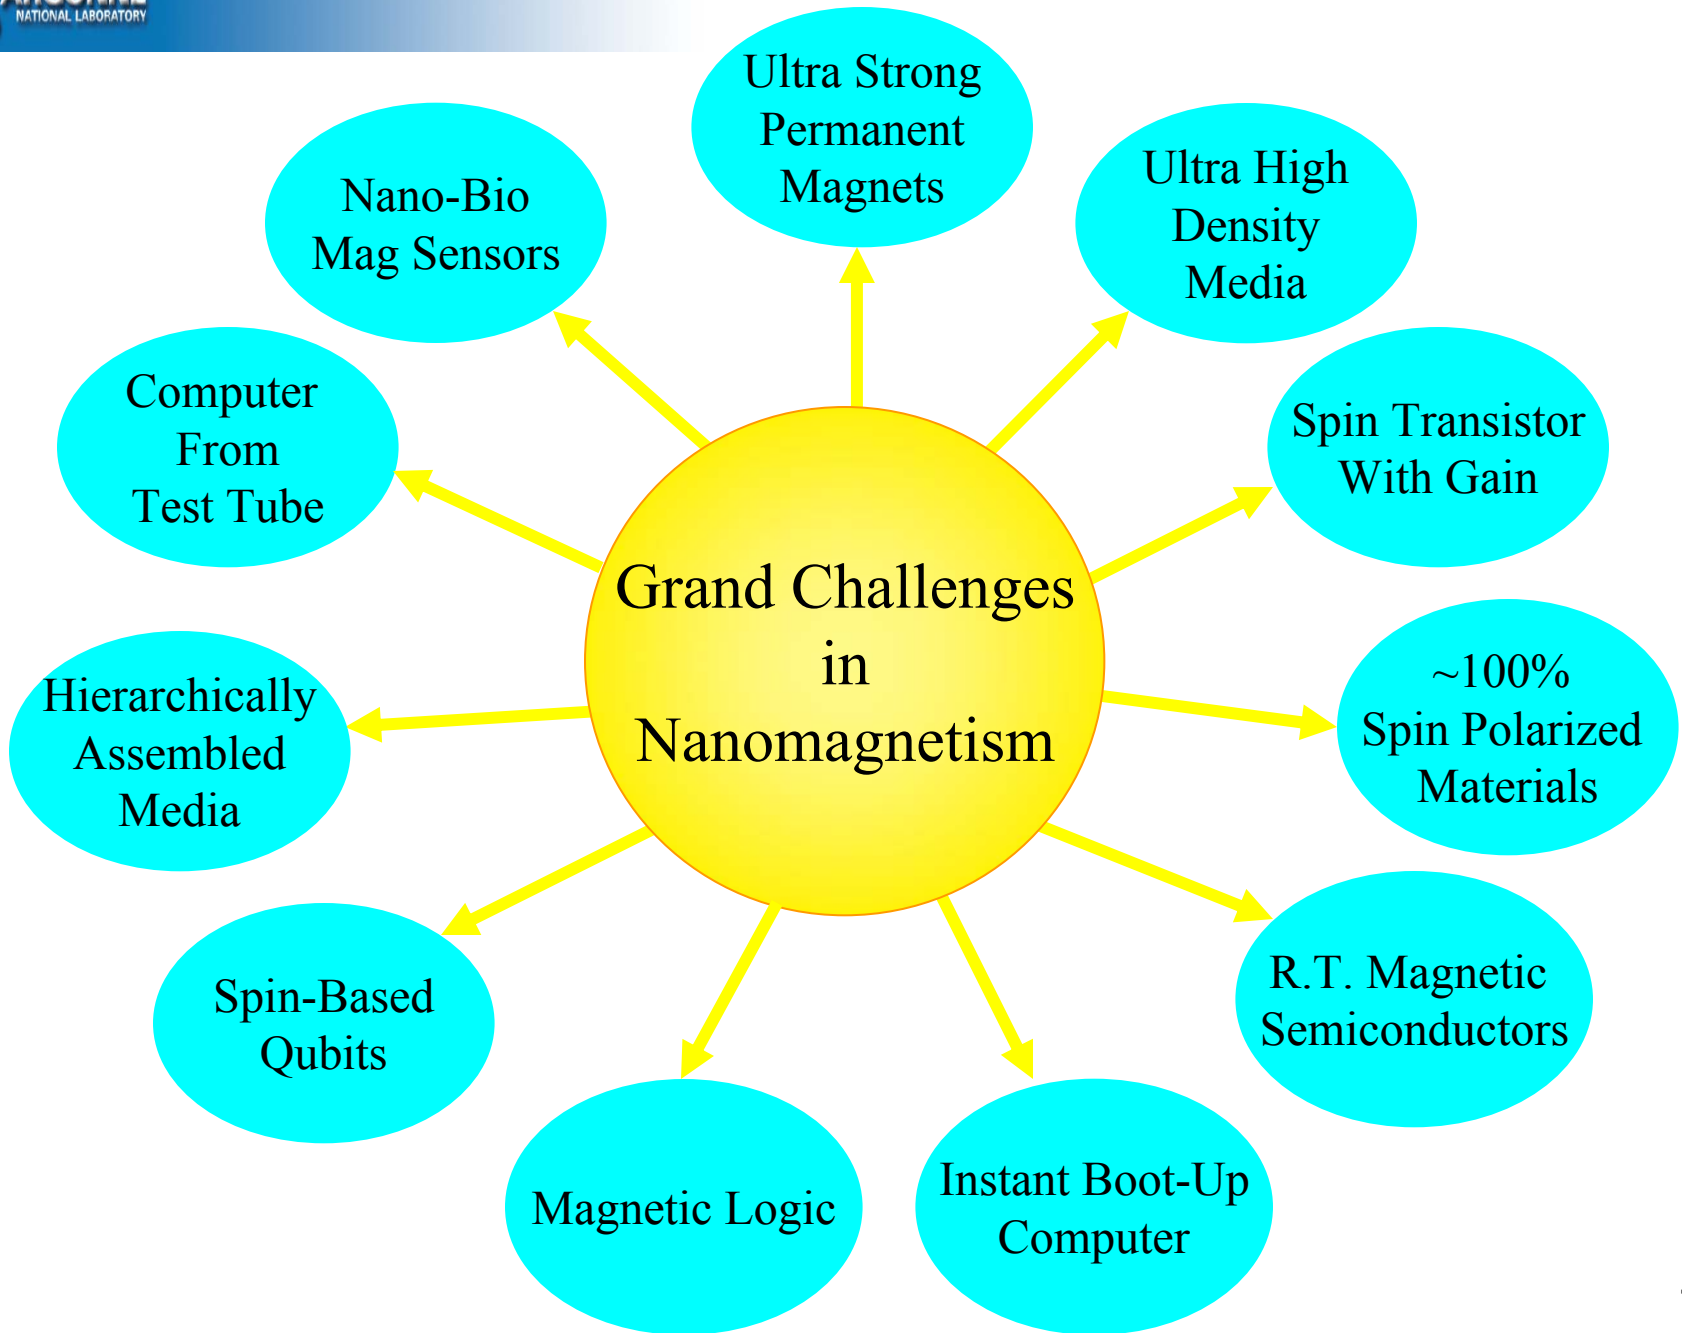 NATIONAL LABORATORY
Ultra Strong
Permanent
Magnets
Ultra High
Density
Media
Spin Transistor
With Gain
~100%
Spin Polarized
Materials
R.T. Magnetic
Semiconductors
Instant Boot-Up
Computer
Magnetic Logic
Spin-Based
Qubits
Hierarchically
Assembled
Media
Computer
From
Test Tube
Nano-Bio
Mag Sensors
Grand Challenges
in
Nanomagnetism